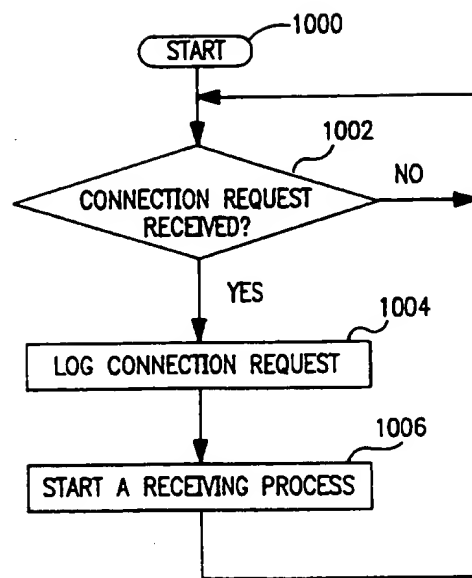 1000
START
1002
CONNECTION REQUEST
RECEIVED?
NO
YES
1004
LOG CONNECTION REQUEST
1006
START A RECEIVING PROCESS